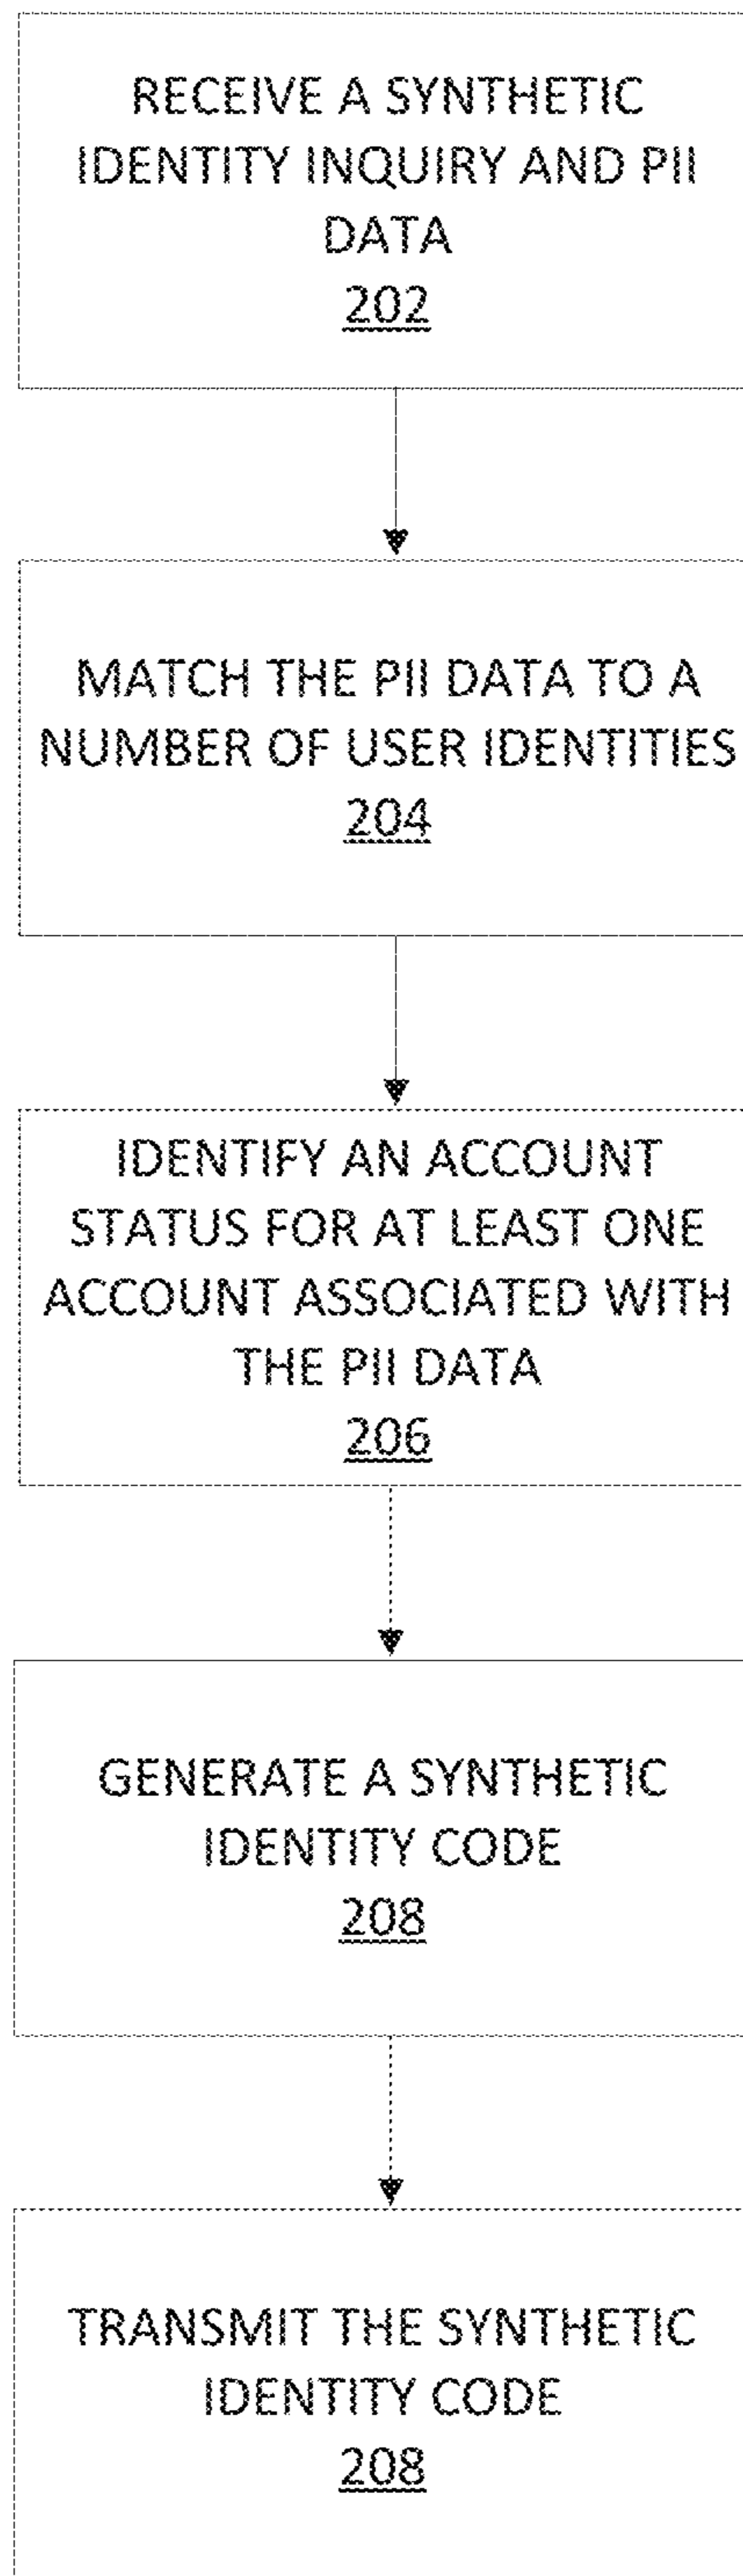 RECEIVE A SYNTHETIC
IDENTITY INQUIRY AND PII
DATA
202
MATCH THE PII DATA TO A
NUMBER OF USER IDENTITIES
204
IDENTIFY AN ACCOUNT
STATUS FOR AT LEAST ONE
ACCOUNT ASSOCIATED WITH
THE PII DATA
206
GENERATE A SYNTHETIC
IDENTITY CODE
208
TRANSMIT THE SYNTHETIC
IDENTITY CODE
208